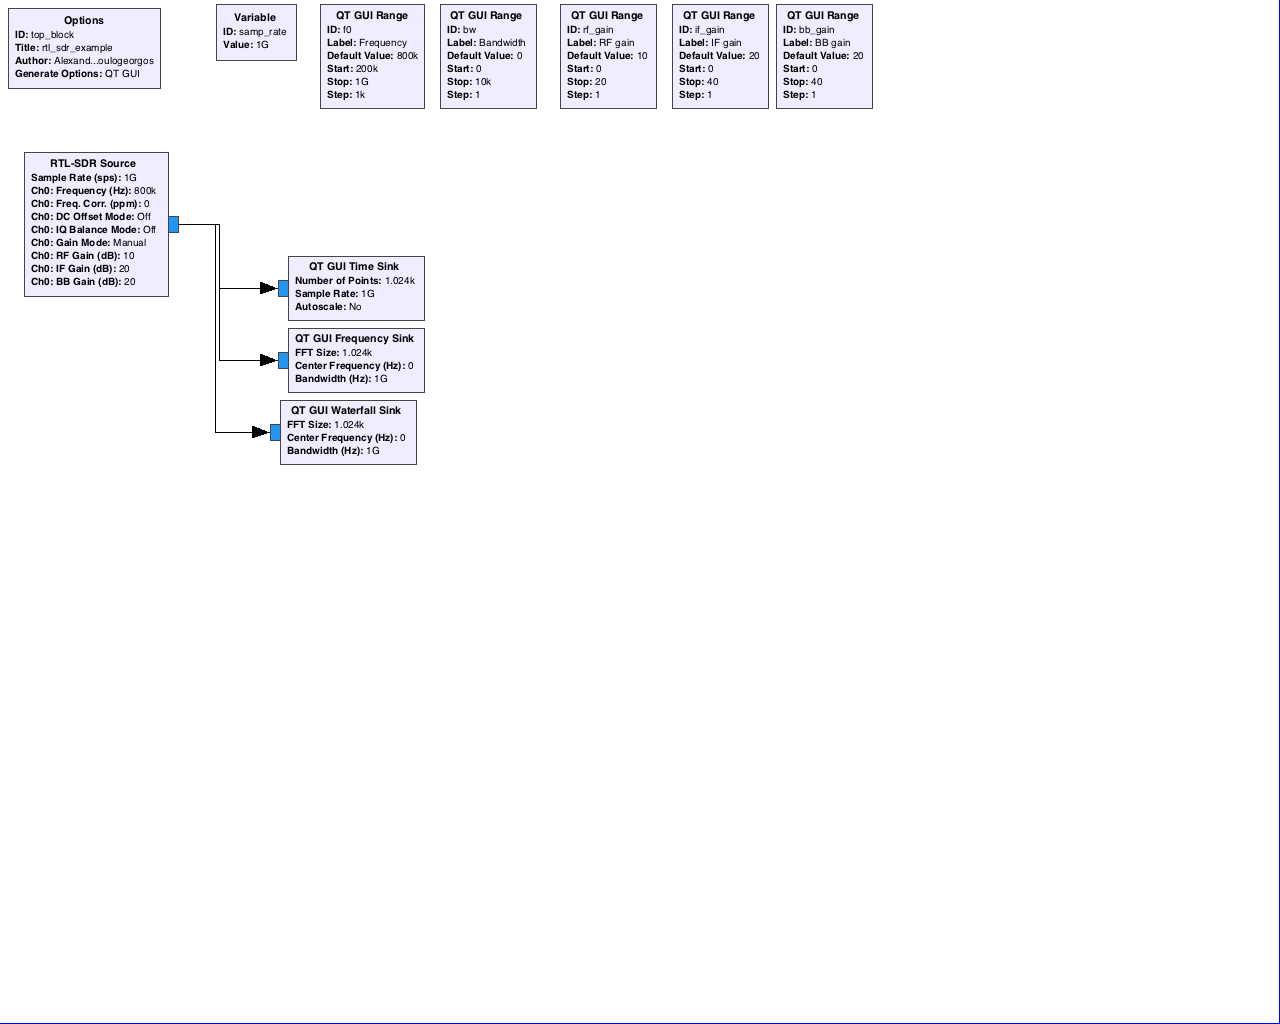 Options
ID: top_block
Title: rtl_sdr_example
Author: Alexand...oulogeorgos
Generate Options: QT GUI
Variable
ID: samp_rate
Value: 1G
QT GUI Range
ID: f0
Label: Frequency
Default Value: 800k
Start: 200k
Stop: 1G
Step: 1k
QT GUI Range
ID: bw
Label: Bandwidth
Default Value: 0
Start: 0
Stop: 10k
Step: 1
QT GUI Range
ID: rf_gain
Label: RF gain
Default Value: 10
Start: 0
Stop: 20
Step: 1
QT GUI Range
ID: if_gain
Label: IF gain
Default Value: 20
Start: 0
Stop: 40
Step: 1
QT GUI Range
ID: bb_gain
Label: BB gain
Default Value: 20
Start: 0
Stop: 40
Step: 1
RTL-SDR Source
Sample Rate (sps): 1G
Ch0: Frequency (Hz): 800k
Ch0: Freq. Corr. (ppm): 0
Ch0: DC Offset Mode: Off
Ch0: IQ Balance Mode: Off
Ch0: Gain Mode: Manual
Ch0: RF Gain (dB): 10
Ch0: IF Gain (dB): 20
Ch0: BB Gain (dB): 20
QT GUI Time Sink
Number of Points: 1.024k
Sample Rate: 1G
Autoscale: No
QT GUI Frequency Sink
FFT Size: 1.024k
Center Frequency (Hz): 0
Bandwidth (Hz): 1G
QT GUI Waterfall Sink
FFT Size: 1.024k
Center Frequency (Hz): 0
Bandwidth (Hz): 1G